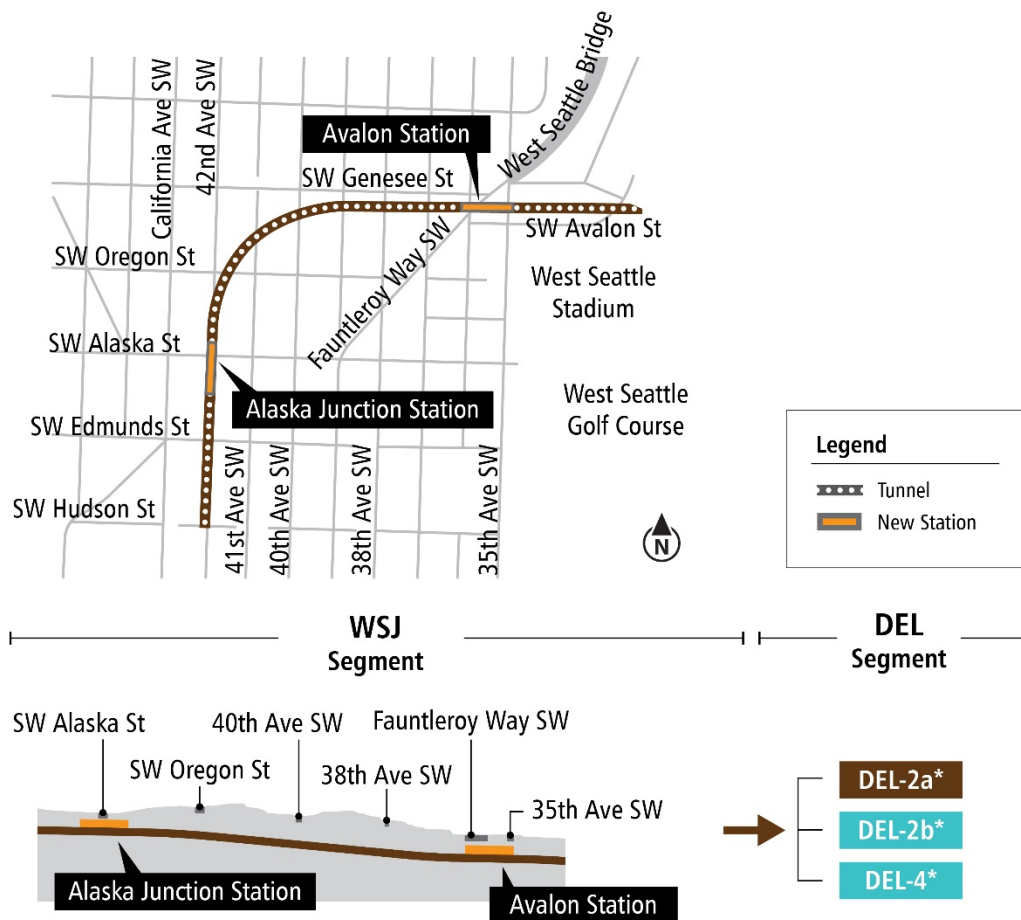 California Ave SW
42nd Ave SW
West Seattle Bridge
Avalon Station
SW Genesee St
SW Avalon St
Fauntleroy Way SW
SW Oregon St
West Seattle
Stadium
SW Alaska St
Alaska Junction Station
West Seattle
Golf Course
SW Edmunds St
SW Hudson St
41st Ave SW
40th Ave SW
38th Ave SW
35th Ave SW
N
Legend
Tunnel
New Station
WSJ
Segment
DEL
Segment
SW Alaska St
SW Oregon St
40th Ave SW
38th Ave SW
Fauntleroy Way SW
35th Ave SW
Alaska Junction Station
Avalon Station
DEL-2a*
DEL-2b*
DEL-4*